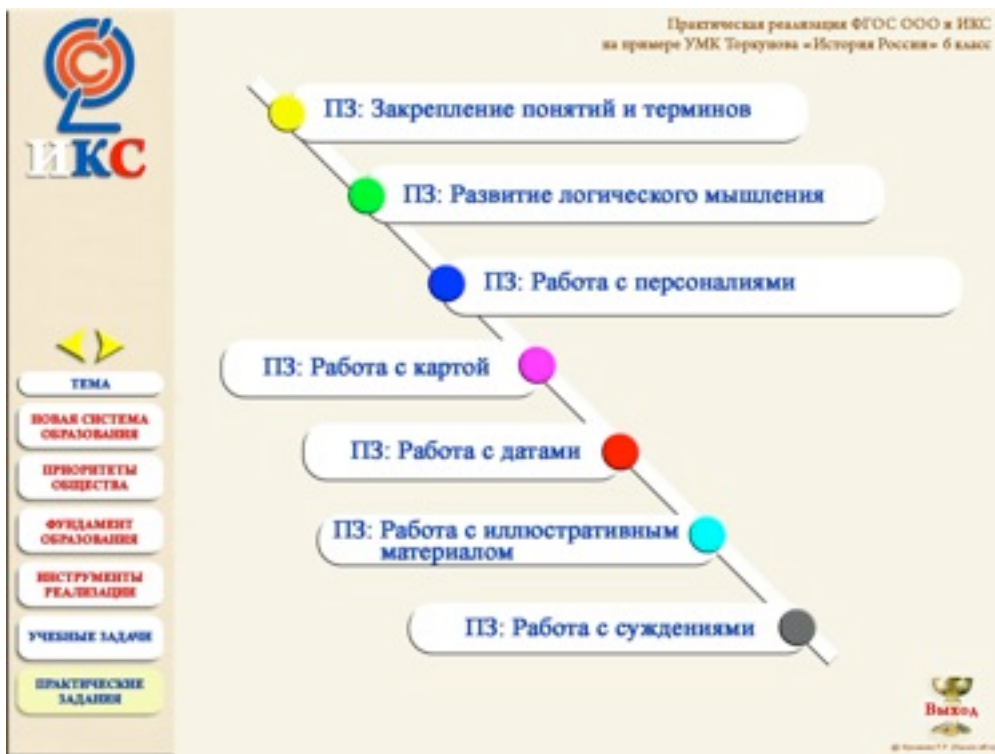 Практическая реализация ФГОС ООО и ИКС
на примере УМК Торкунова «История России» 6 класс
ИКС
ПЗ: Закрепление понятий и терминов
ПЗ: Развитие логического мышления
ПЗ: Работа с персоналиями
ПЗ: Работа с картой
ПЗ: Работа с датами
ПЗ: Работа с иллюстративным
материалом
ПЗ: Работа с суждениями
ТЕМА
НОВАЯ СИСТЕМА
ОБРАЗОВАНИЯ
ПРИОРИТЕТЫ
ОБЩЕСТВА
ФУНДАМЕНТ
ОБРАЗОВАНИЯ
ИНСТРУМЕНТЫ
РЕАЛИЗАЦИИ
УЧЕБНЫЕ ЗАДАЧИ
ПРАКТИЧЕСКИЕ
ЗАДАНИЯ
Выход